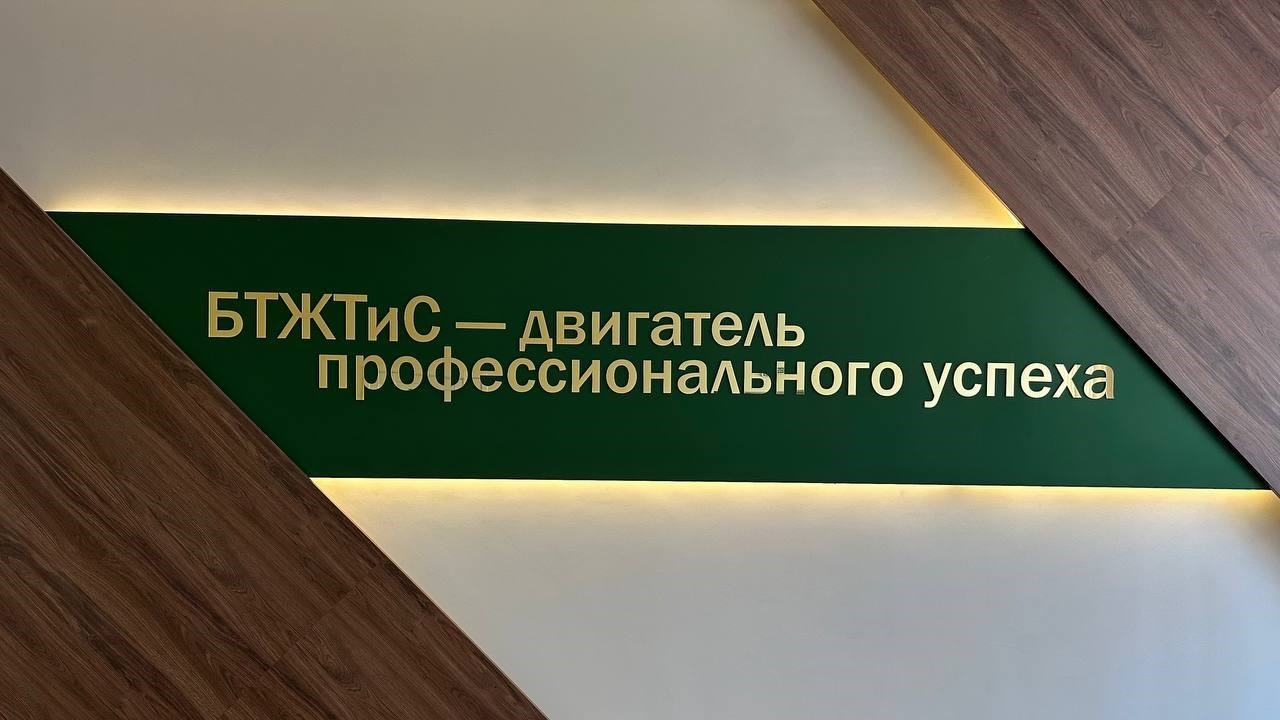 БТЖТиС — двигатель
профессионального успеха